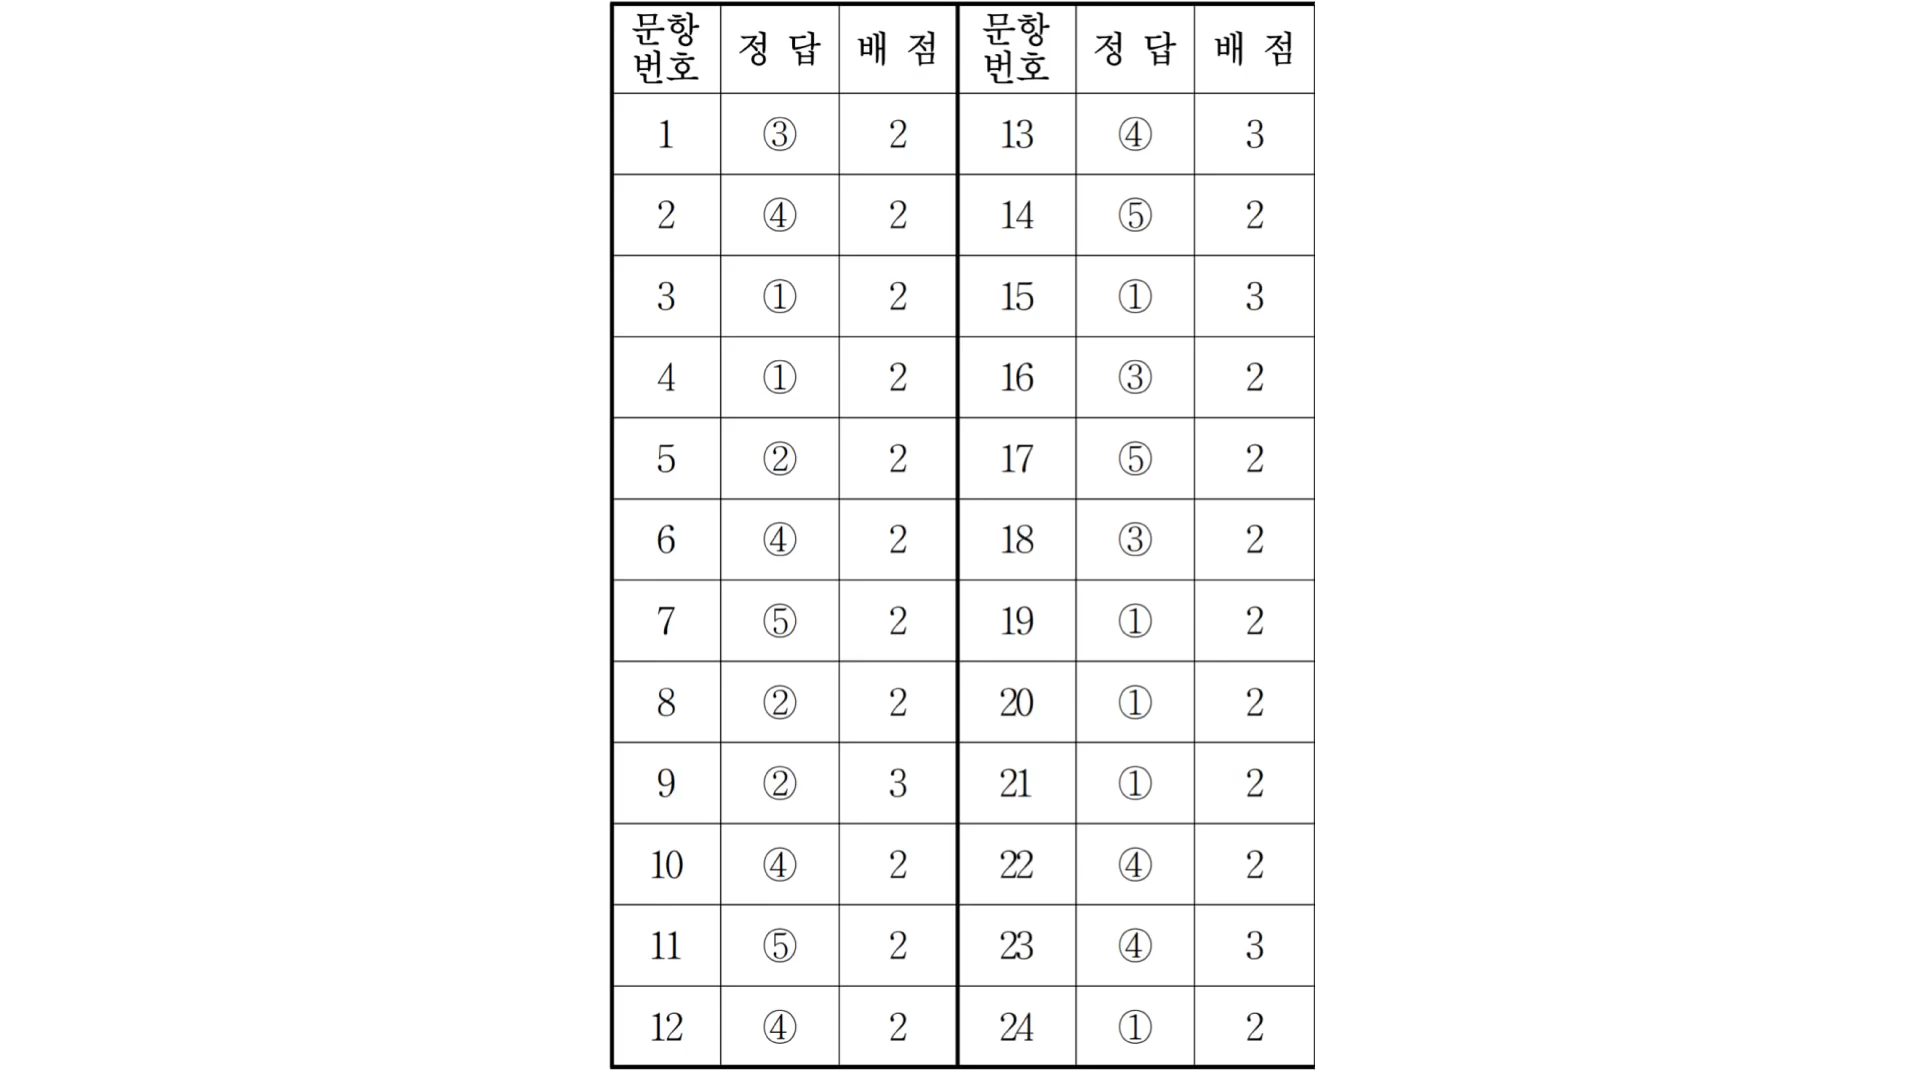 문항번호 정 답 배 점 문항번호 정 답 배 점
1 ③ 2 13 ④ 3
2 ④ 2 14 ⑤ 2
3 ① 2 15 ① 3
4 ① 2 16 ③ 2
5 ② 2 17 ⑤ 2
6 ④ 2 18 ③ 2
7 ⑤ 2 19 ① 2
8 ② 2 20 ① 2
9 ② 3 21 ① 2
10 ④ 2 22 ④ 2
11 ⑤ 2 23 ④ 3
12 ④ 2 24 ① 2